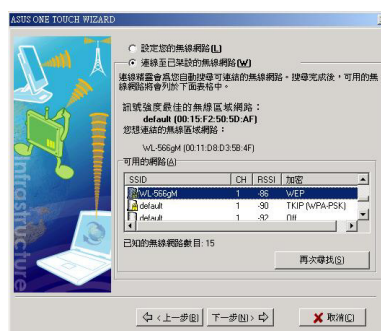 ASUS ONE TOUCH WIZARD
設定您的無線網路(L)
連線至已架設的無線網路(W)
連線精靈會為您自動搜尋可連結的無線網路。搜尋完成後，可用的無
線網路將會列於下面表格中。
訊號強度最佳的無線區域網路：
default (00:15:F2:50:5D:AF)
您想連結的無線區域網路：
WL-566gM (00:11:D8:D3:5B:4F)
可用的網路(A)
SSID CH RSSI 加密
WL-566gM 1 -86 WEP
default 1 -90 TKIP (WPA-PSK)
default 1 -92 Off
已知的無線網路數目: 15
再次尋找(S)
Infrastructure
<上一步(B) 下一步(N)> 取消(C)